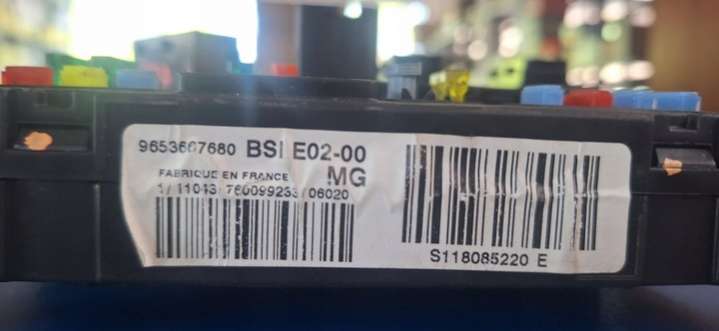 9653667680 BSI E02-00
FABRIQUE EN FRANCE MG
1/11043/760099233/06020
S118085220 E